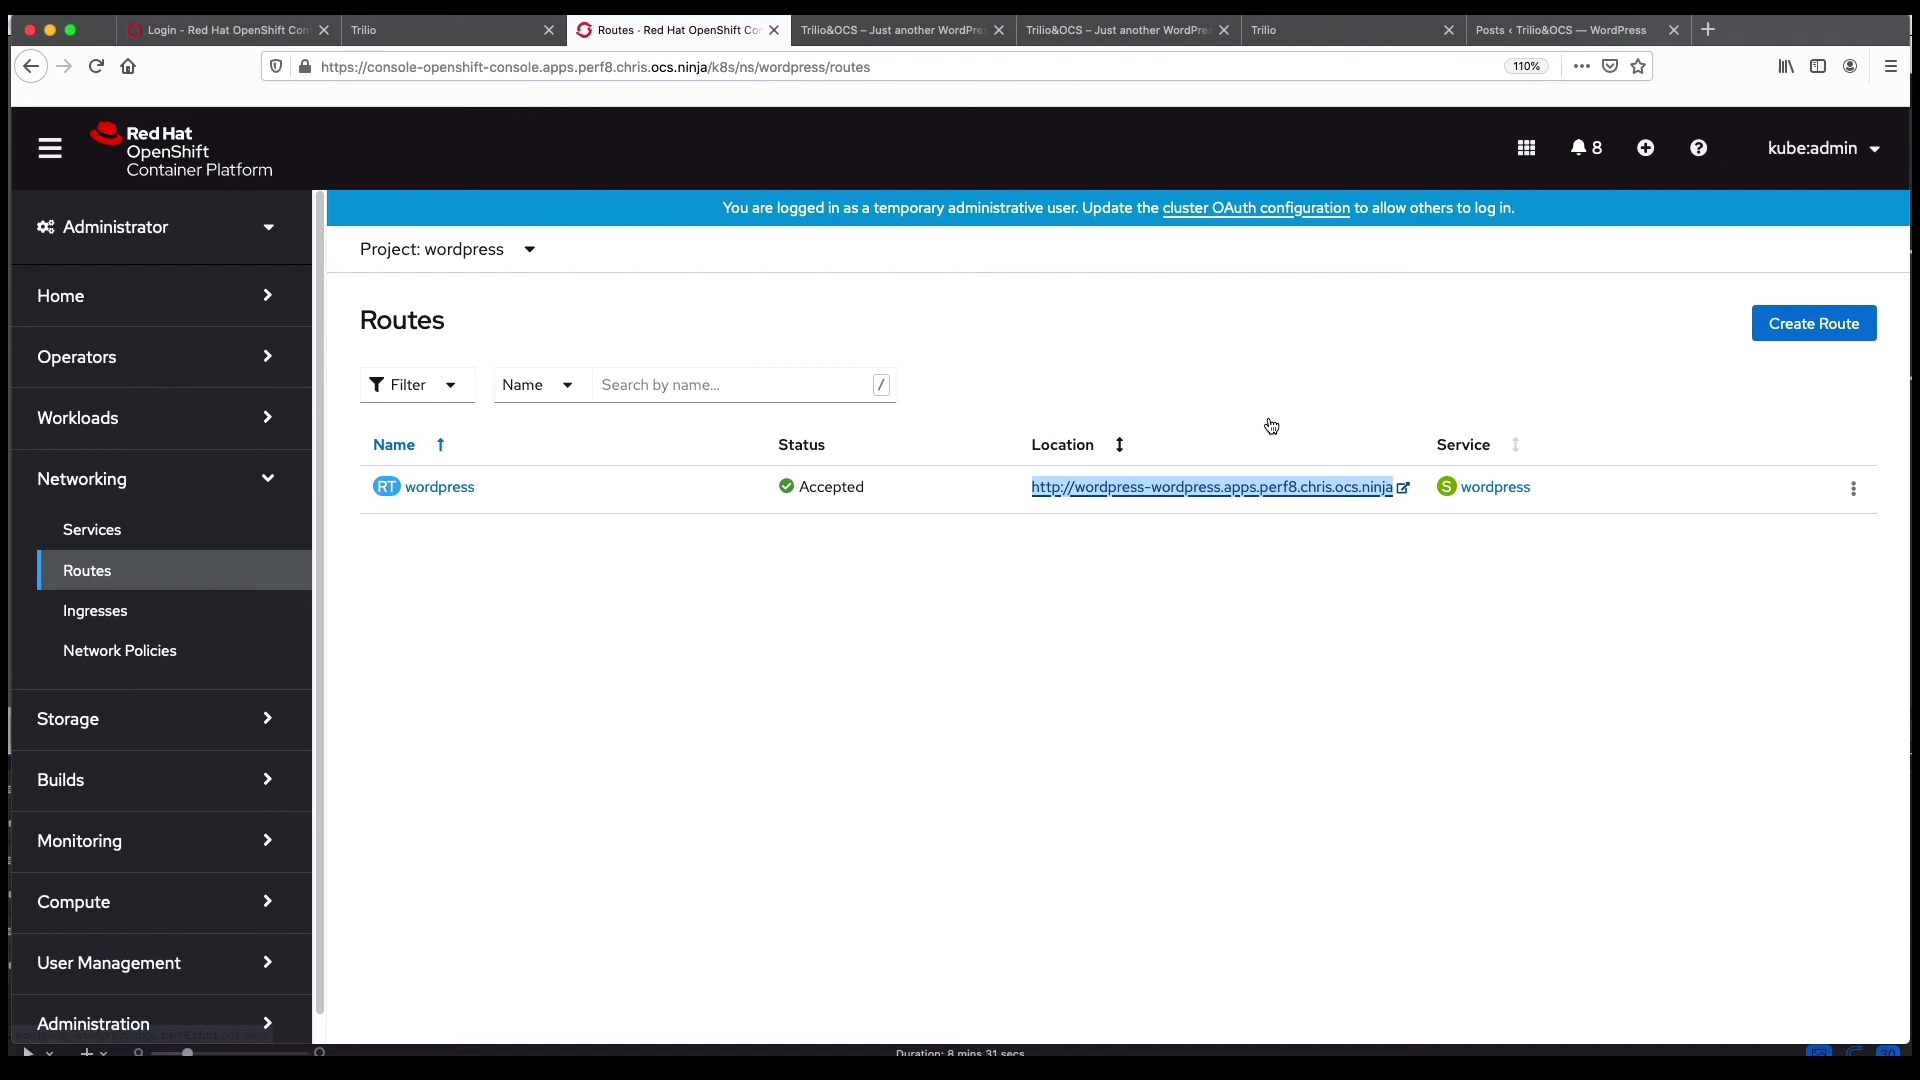 Login - Red Hat OpenShift Con
Trilio
Routes · Red Hat OpenShift Co
Trilio&OCS – Just another WordPre
Trilio&OCS – Just another WordPre
Trilio
Posts ‹ Trilio&OCS — WordPress
https://console-openshift-console.apps.perf8.chris.ocs.ninja/k8s/ns/wordpress/routes
110%
Red Hat
OpenShift
Container Platform
8
kube:admin
You are logged in as a temporary administrative user. Update the cluster OAuth configuration to allow others to log in.
Administrator
Project: wordpress
Home
Operators
Workloads
Networking
Services
Routes
Ingresses
Network Policies
Storage
Builds
Monitoring
Compute
User Management
Administration
Routes
Create Route
Filter
Name
Search by name...
/
Name
Status
Location
Service
RT wordpress
Accepted
http://wordpress-wordpress.apps.perf8.chris.ocs.ninja
S wordpress
Duration: 8 mins 31 secs